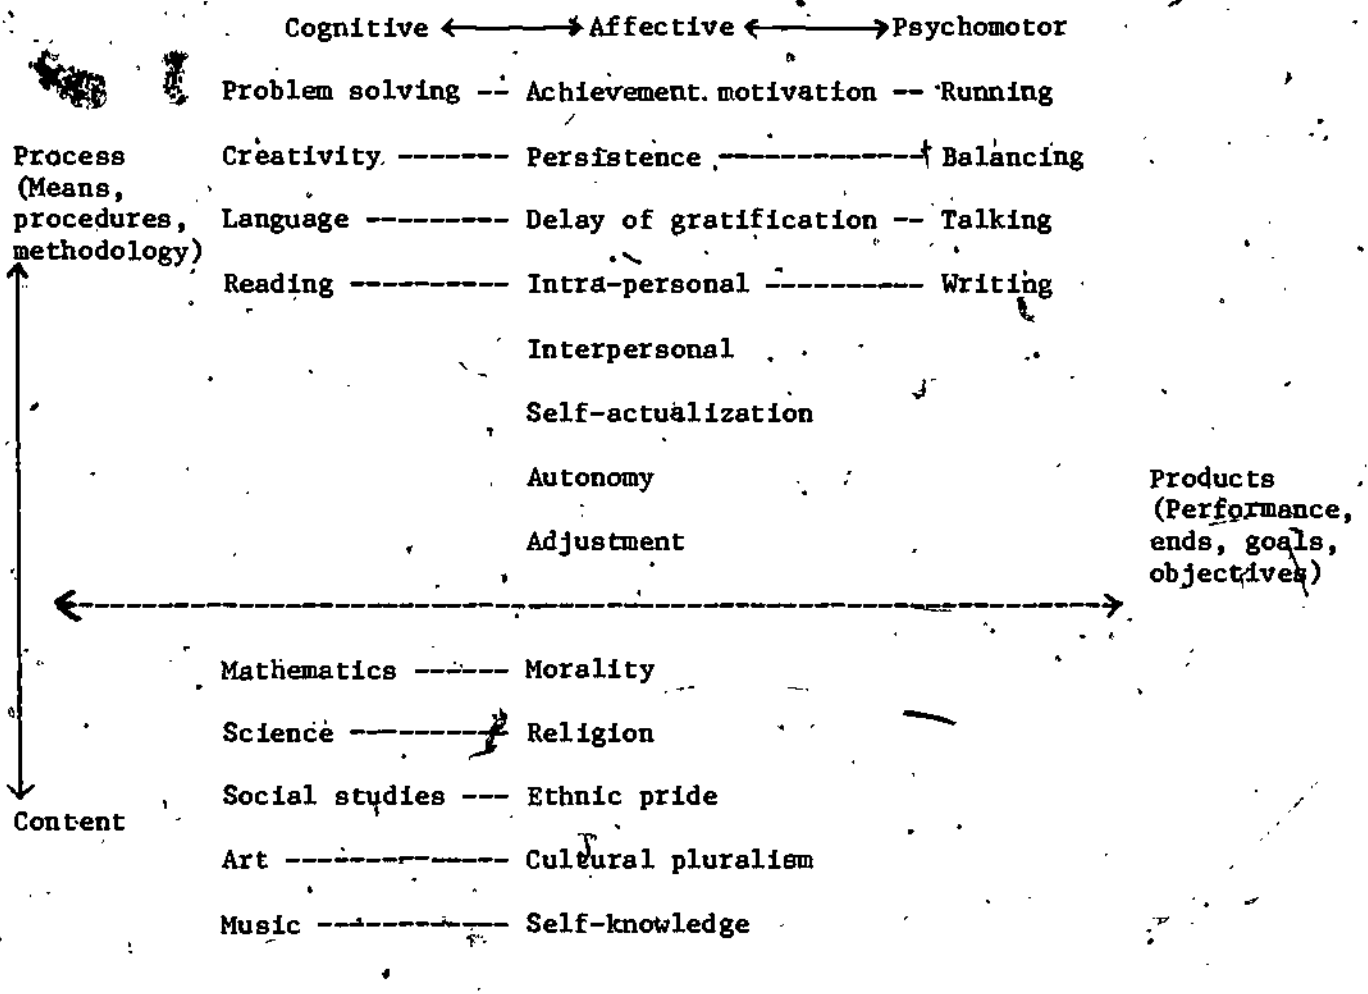 Cognitive <-----> Affective <-----> Psychomotor
Problem solving -- Achievement motivation -- Running
Process
(Means,
procedures,
methodology)
Creativity ------- Persistence ------------ Balancing
Language -------- Delay of gratification -- Talking
Reading --------- Intra-personal --------- Writing
Interpersonal
Self-actualization
Autonomy
Adjustment
Products
(Performance,
ends, goals,
objectives)
Mathematics ------ Morality
Science --------- Religion
Social studies --- Ethnic pride
Content
Art ------------- Cultural pluralism
Music ----------- Self-knowledge